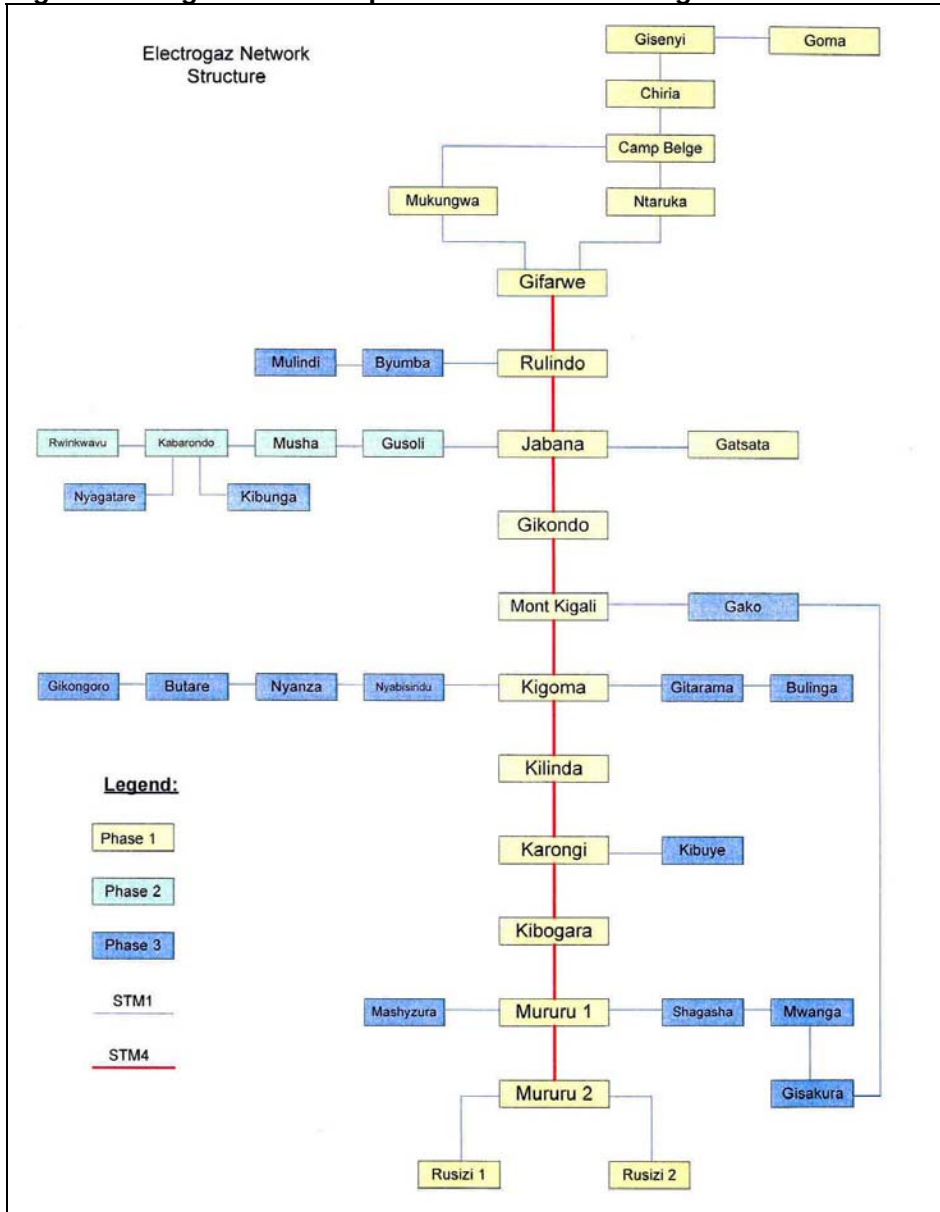 Electrogaz Network
Structure
Gisenyi
Goma
Chiria
Camp Belge
Mukungwa
Ntaruka
Gifarwe
Mulindi
Byumba
Rulindo
Rwinkwavu
Kabarondo
Musha
Gusoli
Jabana
Gatsata
Nyagatare
Kibunga
Gikondo
Mont Kigali
Gako
Gikongoro
Butare
Nyanza
Nyabisindu
Kigoma
Gitarama
Bulinga
Kilinda
Legend:
Phase 1
Karongi
Kibuye
Phase 2
Kibogara
Phase 3
STM1
Mashyzura
Mururu 1
Shagasha
Mwanga
STM4
Mururu 2
Gisakura
Rusizi 1
Rusizi 2